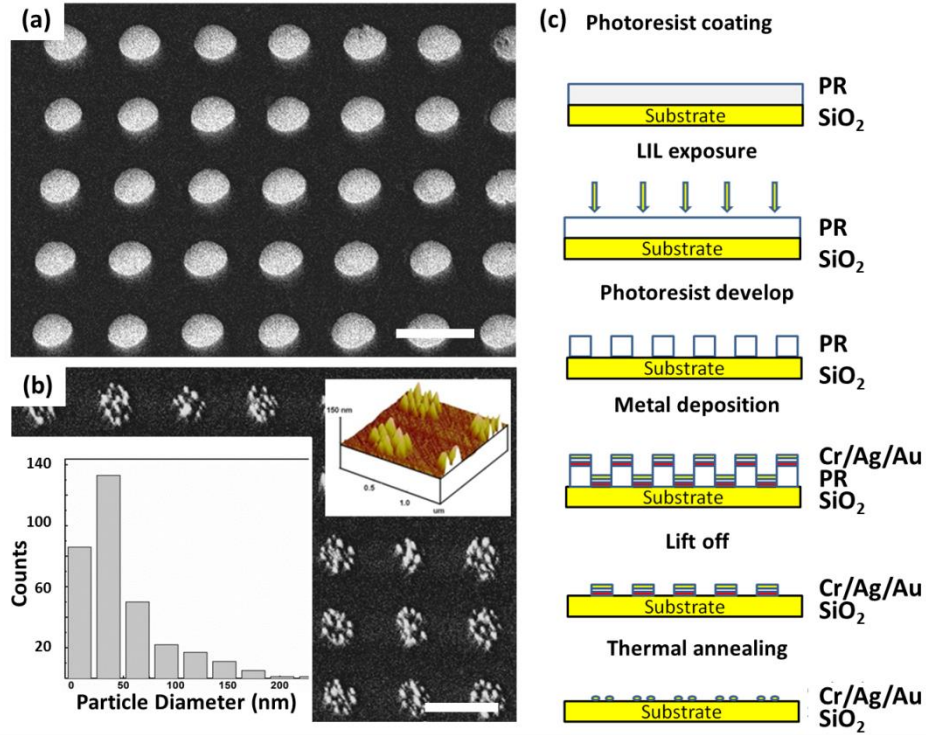 (a)
(b)
150 nm
0.5
1.0
um
140
100
60
20
Counts
0
50
100
150
200
Particle Diameter (nm)
(c)
Photoresist coating
PR
Substrate
SiO₂
LIL exposure
PR
Substrate
SiO₂
Photoresist develop
PR
Substrate
SiO₂
Metal deposition
Cr/Ag/Au
PR
Substrate
SiO₂
Lift off
Cr/Ag/Au
Substrate
SiO₂
Thermal annealing
Cr/Ag/Au
Substrate
SiO₂